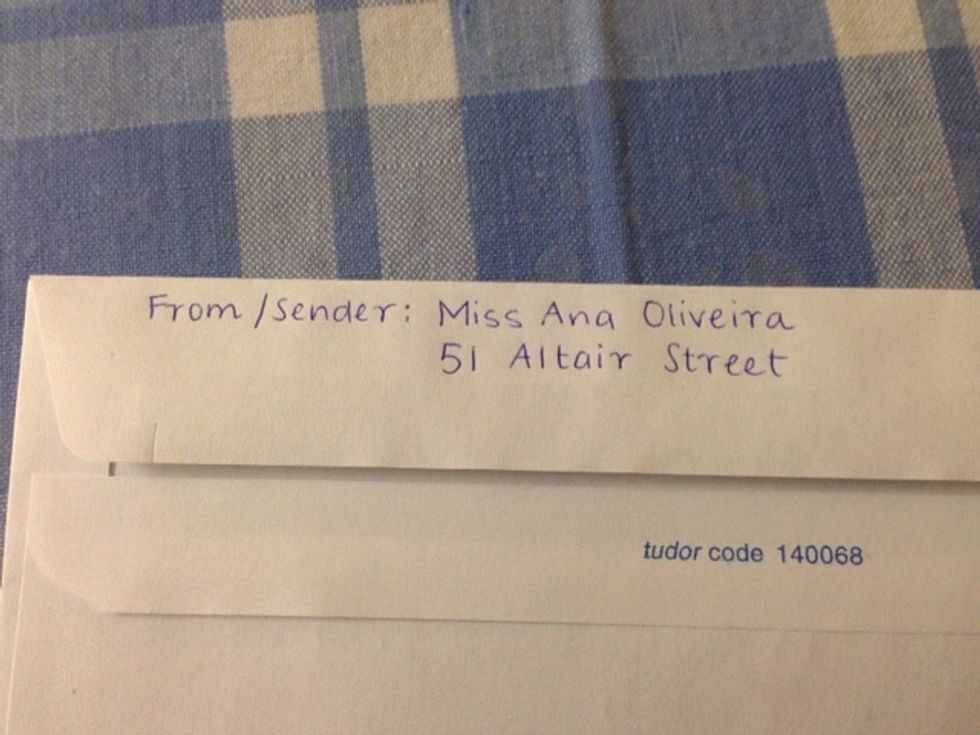 From/Sender: Miss Ana Oliveira
51 Altair Street
tudor code 140068